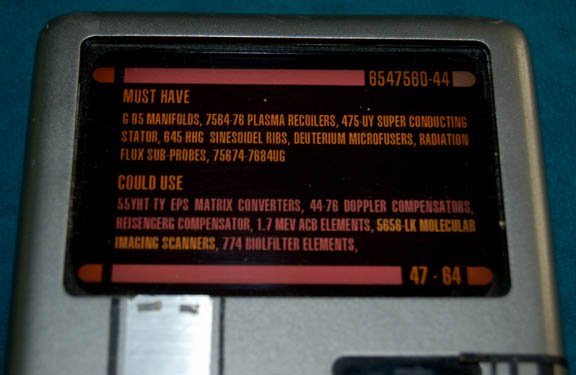 6547560-44
MUST HAVE
G-95 MANIFOLDS, 7564-76 PLASMA RECOILERS, 475-UY SUPER CONDUCTING
STATOR, 645-HHG SINESOIDEL RIBS, DEUTERIUM MICROFUSERS, RADIATION
FLUX SUB PROBES, 75674-7684UG
COULD USE
55YHT-TY EPS MATRIX CONVERTERS, 44-76 DOPPLER COMPENSATORS,
HEISENGERG COMPENSATOR, 1.7 MEV ACB ELEMENTS, 5656-LK MOLECULAR
IMAGING SCANNERS, 774 BIOLFILTER ELEMENTS,
47 - 64